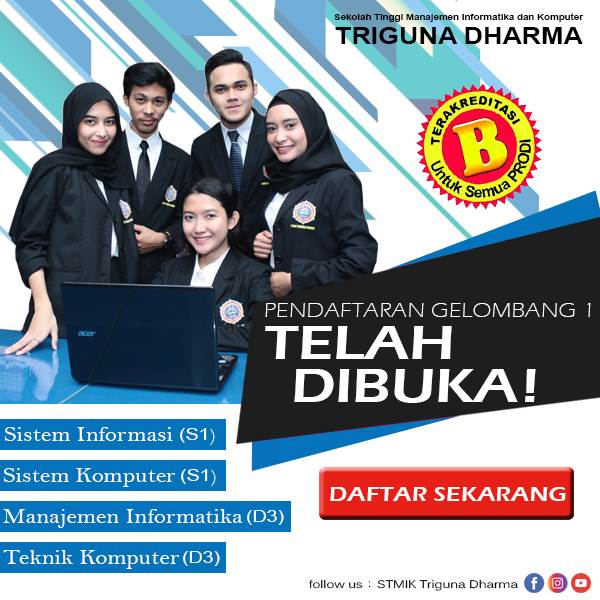 Sekolah Tinggi Manajemen Informatika dan Komputer
TRIGUNA DHARMA
TERAKREDITASI
B
Untuk Semua PRODI
acer
PENDAFTARAN GELOMBANG 1
TELAH
DIBUKA!
Sistem Informasi (S1)
Sistem Komputer (S1)
Manajemen Informatika (D3)
Teknik Komputer (D3)
DAFTAR SEKARANG
follow us : STMIK Triguna Dharma